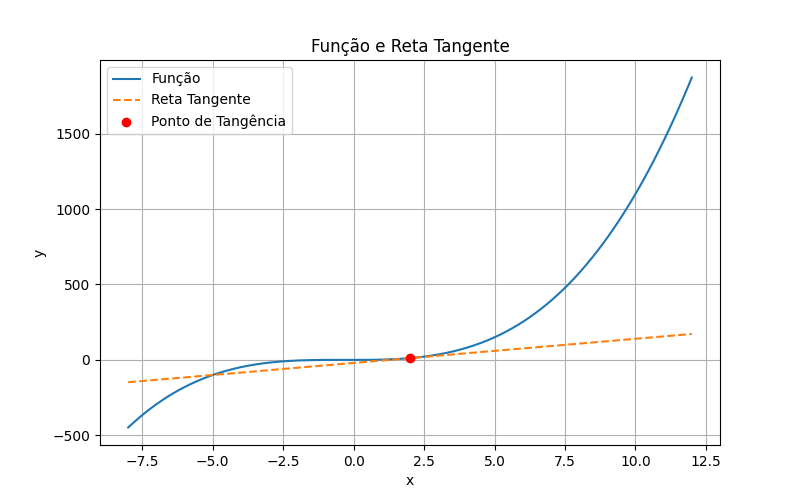 Função e Reta Tangente
Função
Reta Tangente
Ponto de Tangência
1500
1000
500
0
−500
y
−7.5 −5.0 −2.5 0.0 2.5 5.0 7.5 10.0 12.5
x